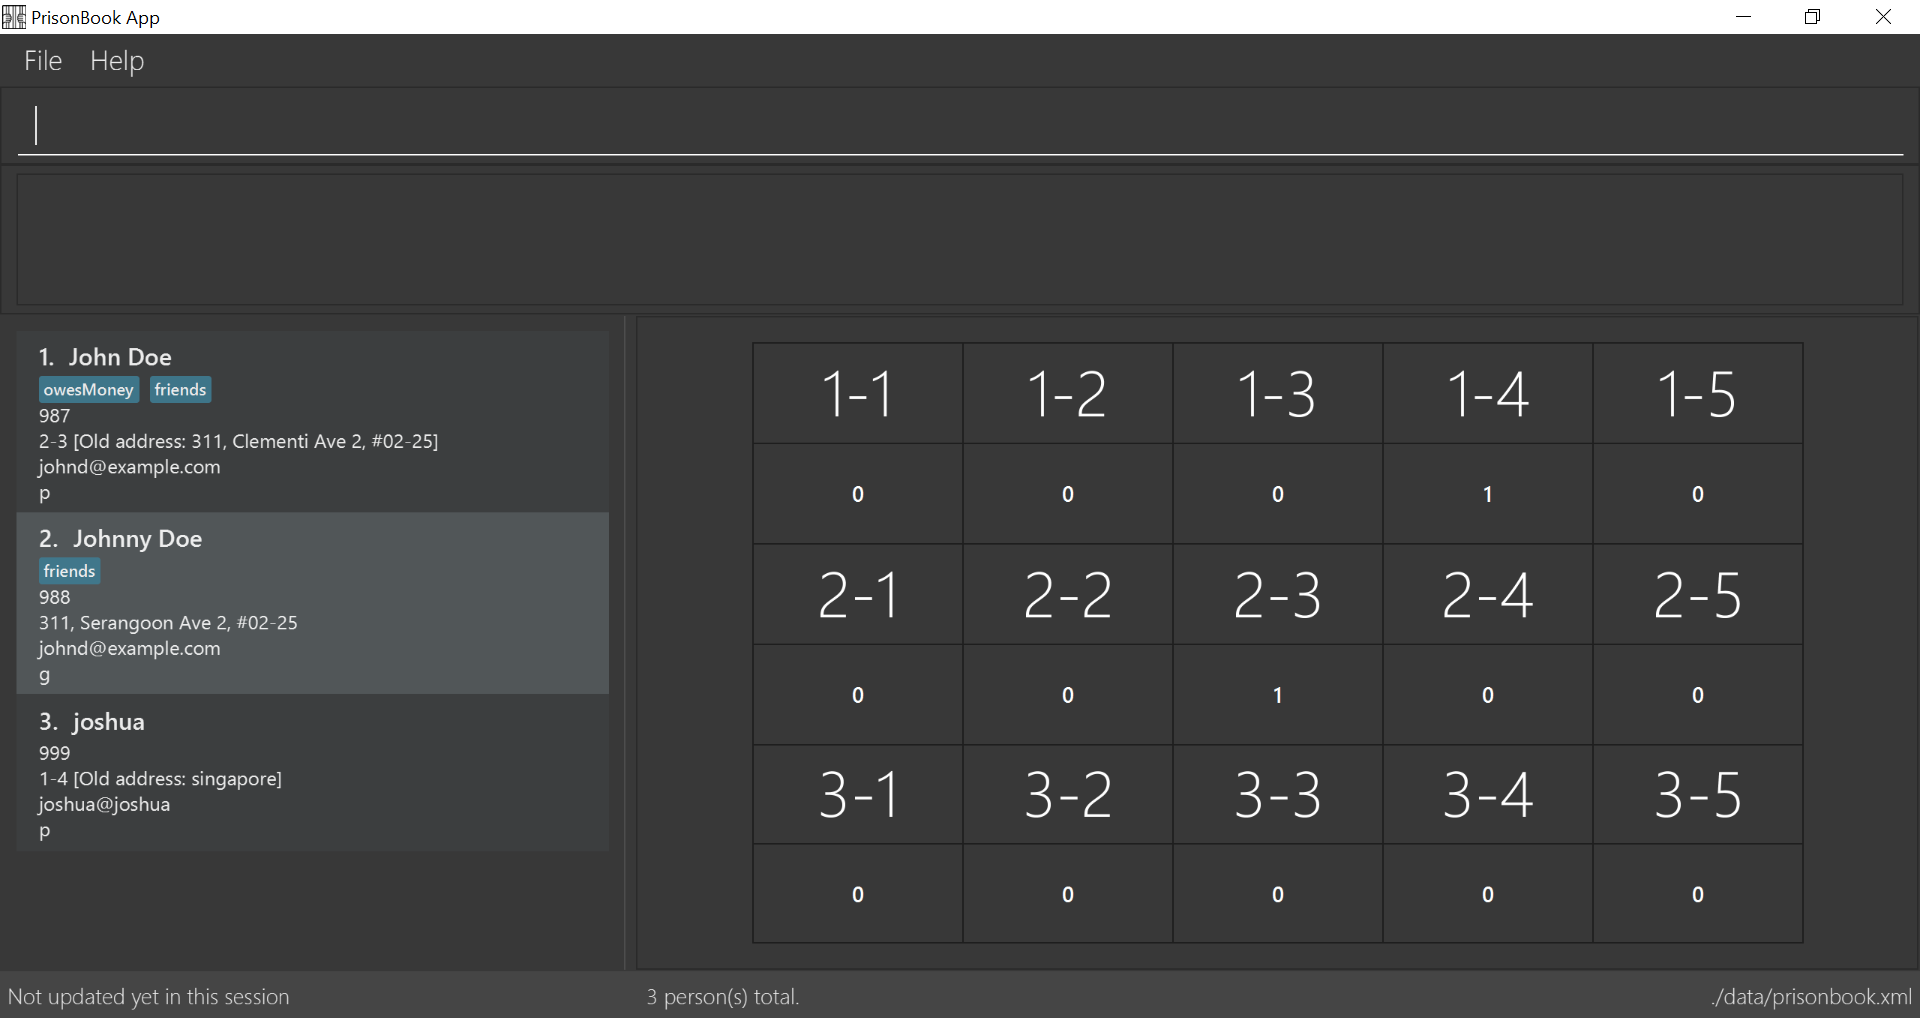 PrisonBook App
File Help
1. John Doe
owesMoney friends
987
2-3 [Old address: 311, Clementi Ave 2, #02-25]
johnd@example.com
p
2. Johnny Doe
friends
988
311, Serangoon Ave 2, #02-25
johnd@example.com
g
3. joshua
999
1-4 [Old address: singapore]
joshua@joshua
p
1-1 1-2 1-3 1-4 1-5
0 0 0 1 0
2-1 2-2 2-3 2-4 2-5
0 0 1 0 0
3-1 3-2 3-3 3-4 3-5
0 0 0 0 0
Not updated yet in this session 3 person(s) total. ./data/prisonbook.xml